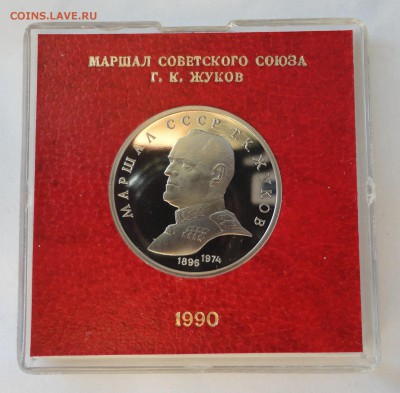 COINS.LAVE.RU
МАРШАЛ СОВЕТСКОГО СОЮЗА
Г. К. ЖУКОВ
МАРШАЛ СССР Г.К. ЖУКОВ
1896 1974
1990